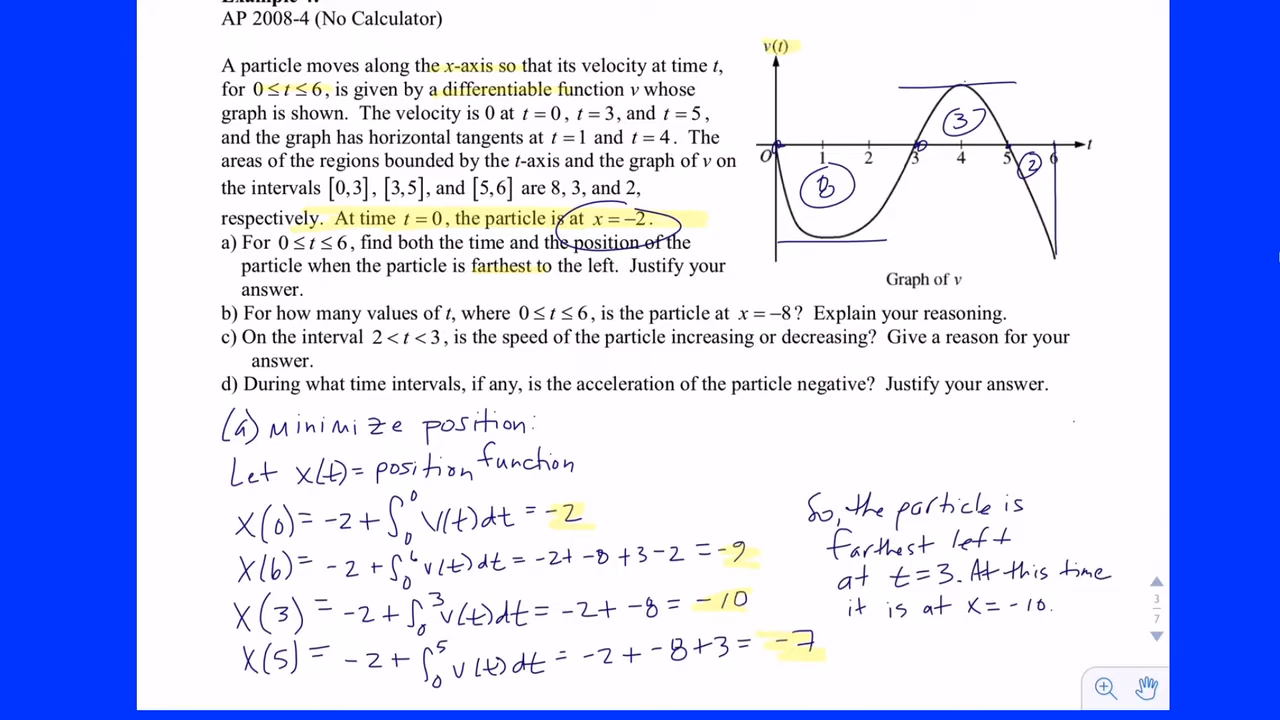 AP 2008-4 (No Calculator)
A particle moves along the x-axis so that its velocity at time t,
for 0 ≤ t ≤ 6, is given by a differentiable function v whose
graph is shown. The velocity is 0 at t = 0, t = 3, and t = 5,
and the graph has horizontal tangents at t = 1 and t = 4. The
areas of the regions bounded by the t-axis and the graph of v on
the intervals [0,3], [3,5], and [5,6] are 8, 3, and 2,
respectively. At time t = 0, the particle is at x = −2.
a) For 0 ≤ t ≤ 6, find both the time and the position of the
particle when the particle is farthest to the left. Justify your
answer.
v(t)
3
O 1 2 3 4 5 6 t
8
2
Graph of v
b) For how many values of t, where 0 ≤ t ≤ 6, is the particle at x = −8? Explain your reasoning.
c) On the interval 2 < t < 3, is the speed of the particle increasing or decreasing? Give a reason for your
answer.
d) During what time intervals, if any, is the acceleration of the particle negative? Justify your answer.
(a) minimize position:
Let x(t) = position function
X(0) = -2 + ∫₀⁰ V(t)dt = -2
X(6) = -2 + ∫₀⁶ v(t)dt = -2+ -8 +3 -2 = -9
X(3) = -2 + ∫₀³ v(t)dt = -2 + -8 = -10
X(5) = -2 + ∫₀⁵ v(t)dt = -2 + -8 + 3 = -7
So, the particle is
farthest left
at t = 3. At this time
it is at x = -10.
3
7